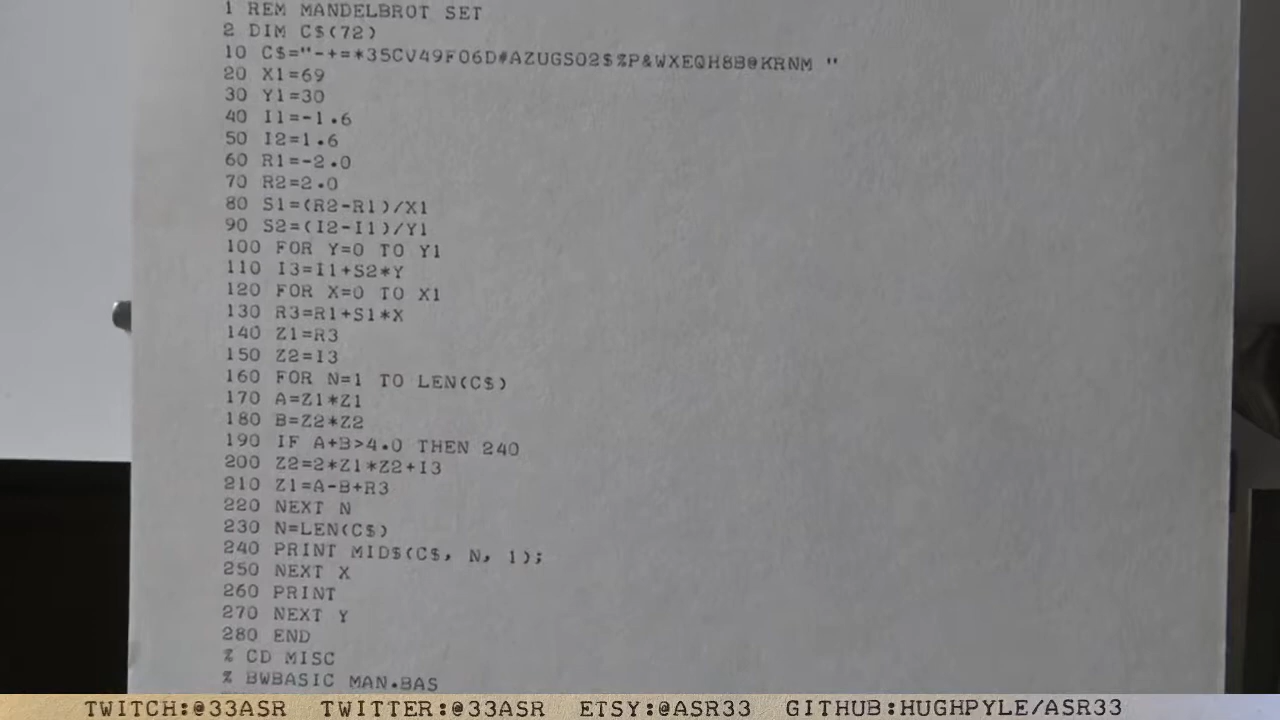 1 REM MANDELBROT SET
2 DIM C$(72)
10 C$="-+=*35CV49FO6D#AZUGSO2$%P&WXEQH8B@KRNM "
20 X1=69
30 Y1=30
40 I1=-1.6
50 I2=1.6
60 R1=-2.0
70 R2=2.0
80 S1=(R2-R1)/X1
90 S2=(I2-I1)/Y1
100 FOR Y=0 TO Y1
110 I3=I1+S2*Y
120 FOR X=0 TO X1
130 R3=R1+S1*X
140 Z1=R3
150 Z2=I3
160 FOR N=1 TO LEN(C$)
170 A=Z1*Z1
180 B=Z2*Z2
190 IF A+B>4.0 THEN 240
200 Z2=2*Z1*Z2+I3
210 Z1=A-B+R3
220 NEXT N
230 N=LEN(C$)
240 PRINT MID$(C$, N, 1);
250 NEXT X
260 PRINT
270 NEXT Y
280 END
% CD MISC
% BWBASIC MAN.BAS
TWITCH:@33ASR TWITTER:@33ASR ETSY:@ASR33 GITHUB:HUGHPYLE/ASR33